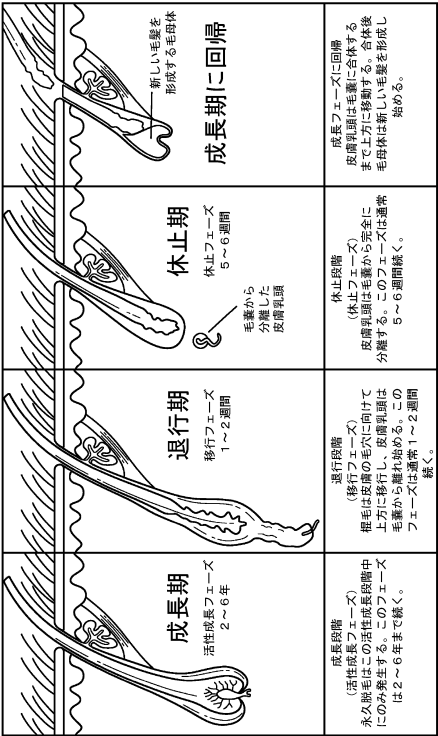 成長期
活性成長フェーズ
2~6年
成長段階
（活性成長フェーズ）
永久脱毛はこの活性成長段階中
にのみ発生する。このフェーズ
は2~6年まで続く。
退行期
移行フェーズ
1~2週間
退行段階
（移行フェーズ）
棍毛は皮膚の毛穴に向けて
上方に移行し、皮膚乳頭は
毛嚢から離れ始める。この
フェーズは通常1~2週間
続く。
休止期
休止フェーズ
5~6週間
毛嚢から
分離した
皮膚乳頭
休止段階
（休止フェーズ）
皮膚乳頭は毛嚢から完全に
分離する。このフェーズは通常
5~6週間続く。
新しい毛髪を
形成する毛母体
成長期に回帰
成長フェーズに回帰
皮膚乳頭は毛嚢に合体する
まで上方に移動する。合体後
毛母体は新しい毛髪を形成し
始める。